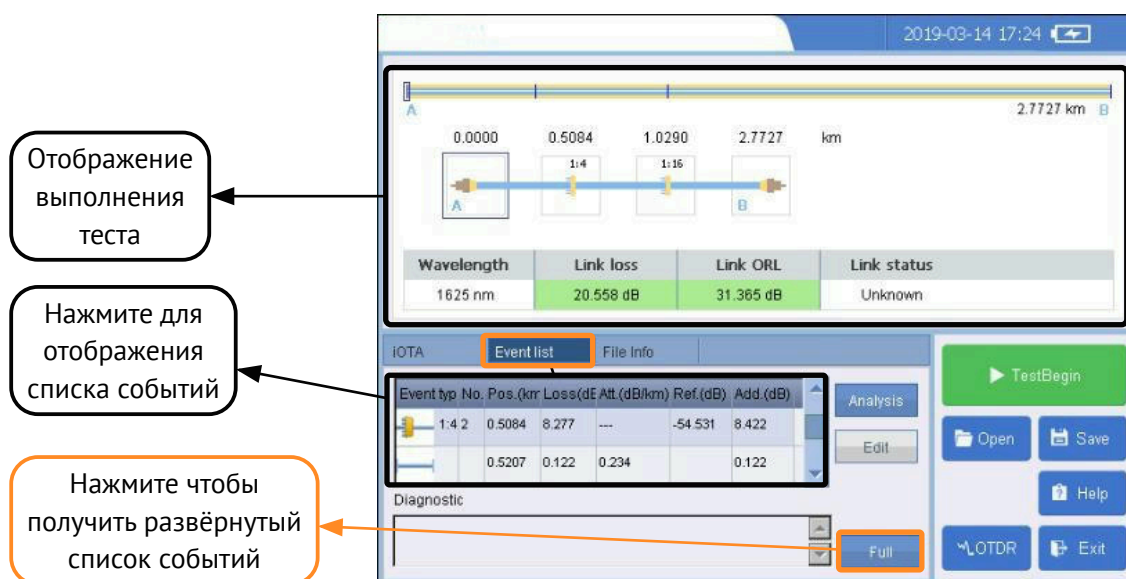 2019-03-14 17:24
A
2.7727 km B
0.0000 0.5084 1.0290 2.7727 km
1:4 1:16
A B
Wavelength Link loss Link ORL Link status
1625 nm 20.558 dB 31.365 dB Unknown
Отображение
выполнения
теста
Нажмите для
отображения
списка событий
Нажмите чтобы
получить развёрнутый
список событий
iOTA Event list File Info
Event typ No. Pos.(kr Loss(dE Att.(dB/km) Ref.(dB) Add.(dB)
1:4 2 0.5084 8.277 --- -54.531 8.422
0.5207 0.122 0.234 0.122
Analysis
Edit
Diagnostic
Full
TestBegin
Open Save
Help
OTDR Exit